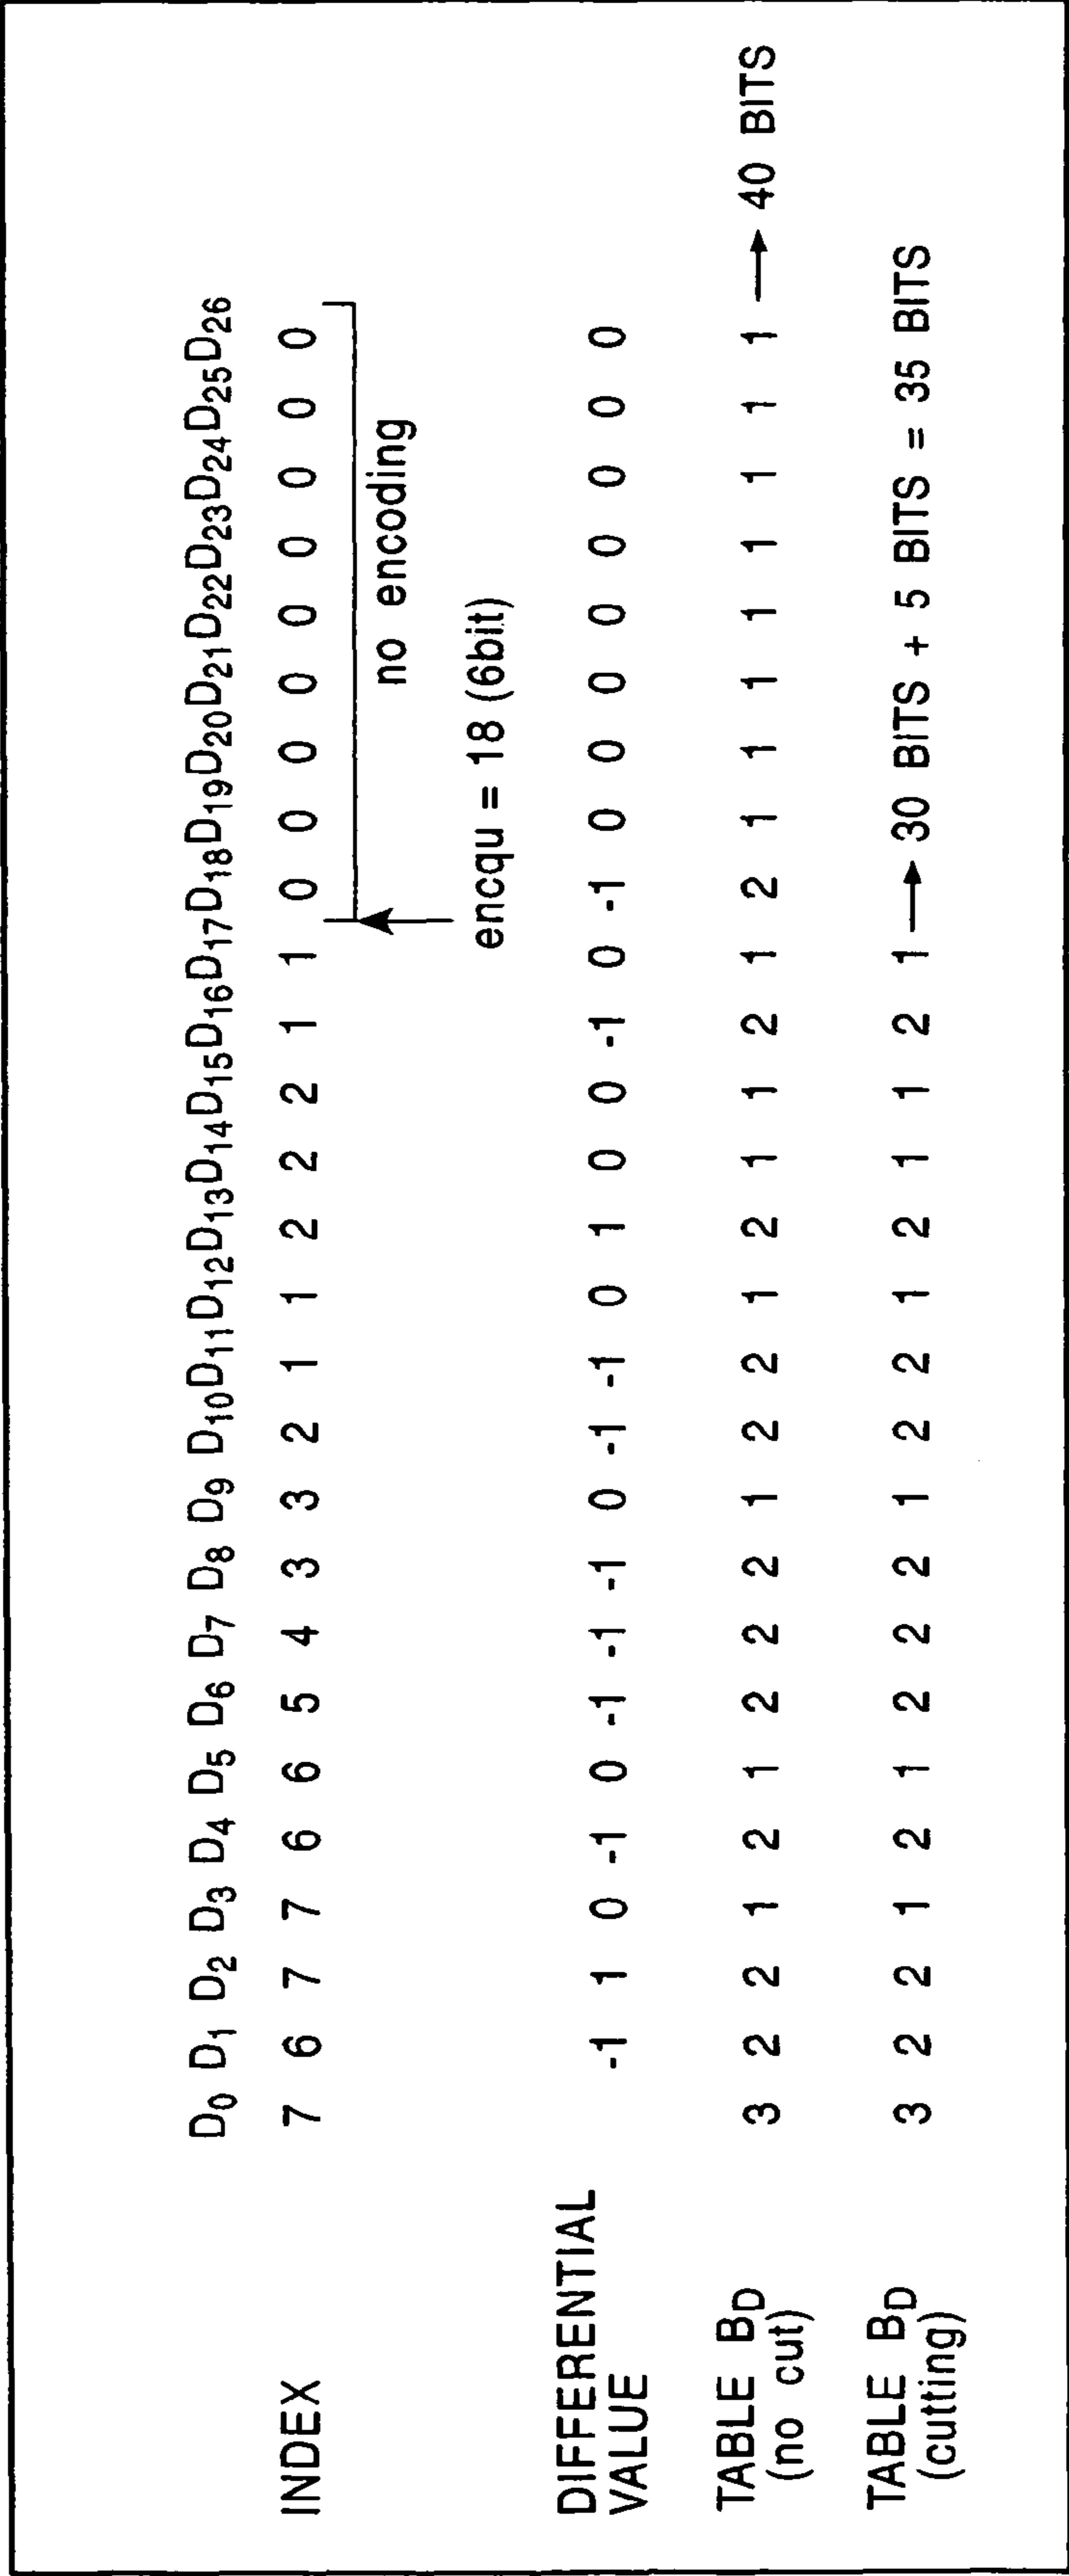 D₀ D₁ D₂ D₃ D₄ D₅ D₆ D₇ D₈ D₉ D₁₀ D₁₁ D₁₂ D₁₃ D₁₄ D₁₅ D₁₆ D₁₇ D₁₈ D₁₉ D₂₀ D₂₁ D₂₂ D₂₃ D₂₄ D₂₅ D₂₆
INDEX 7 6 7 7 6 6 5 4 3 3 2 1 1 2 2 2 1 1 0 0 0 0 0 0 0 0 0
no encoding
encqu = 18 (6bit)
DIFFERENTIAL
VALUE -1 1 0 -1 0 -1 -1 -1 0 -1 -1 0 1 0 0 -1 0 -1 0 0 0 0 0 0 0 0
TABLE B_D 3 2 2 1 2 1 2 2 2 1 2 2 1 2 1 1 2 1 2 1 1 1 1 1 1 1 1 → 40 BITS
(no cut)
TABLE B_D 3 2 2 1 2 1 2 2 2 1 2 2 1 2 1 1 2 1 → 30 BITS + 5 BITS = 35 BITS
(cutting)